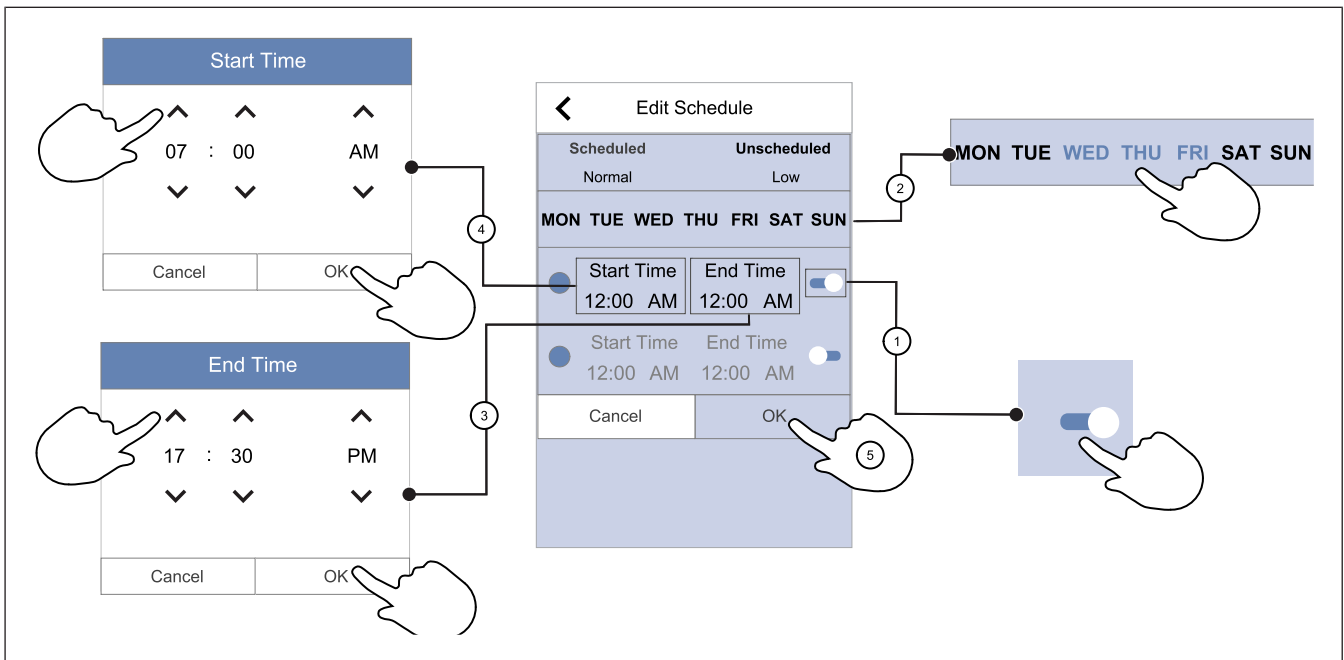 Start Time
07 : 00 AM
Cancel OK
End Time
17 : 30 PM
Cancel OK
Edit Schedule
Scheduled Unscheduled
Normal Low
MON TUE WED THU FRI SAT SUN
Start Time End Time
12:00 AM 12:00 AM
Start Time End Time
12:00 AM 12:00 AM
Cancel OK
4
3
5
2
1
MON TUE WED THU FRI SAT SUN